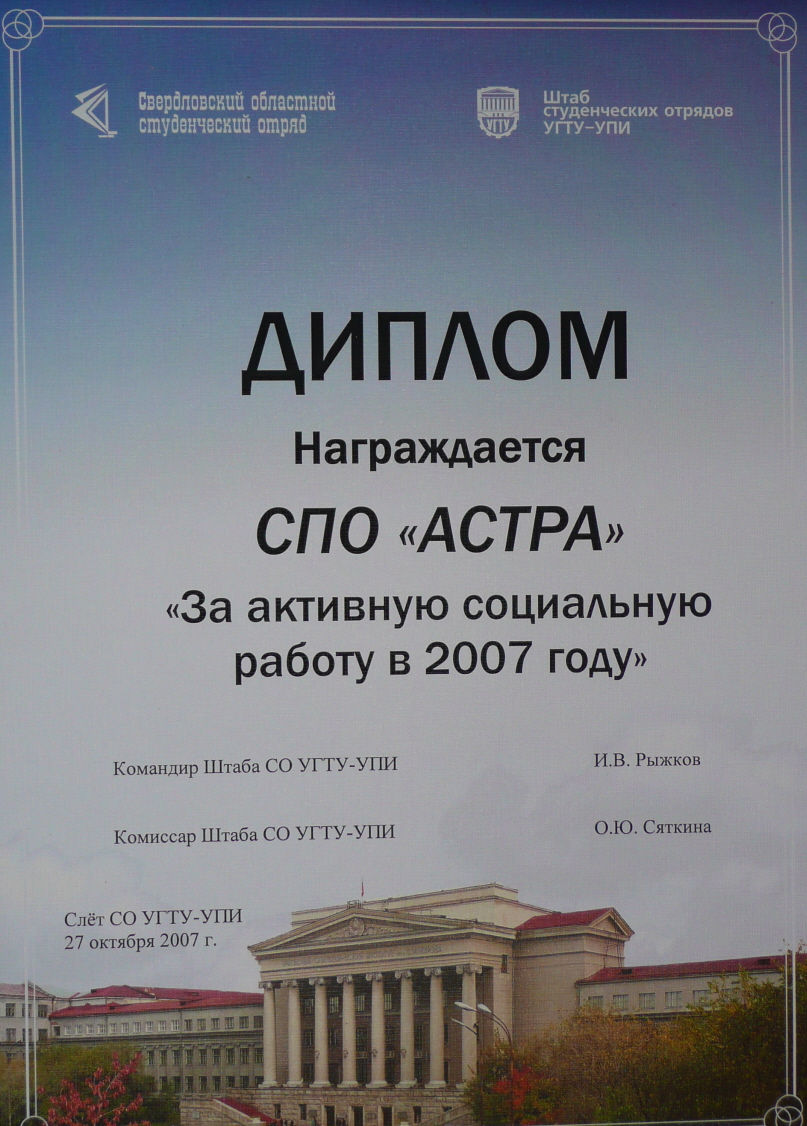 Свердловский областной
студенческий отряд
УГТУ
Штаб
студенческих отрядов
УГТУ-УПИ
ДИПЛОМ
Награждается
СПО «АСТРА»
«За активную социальную
работу в 2007 году»
Командир Штаба СО УГТУ-УПИ И.В. Рыжков
Комиссар Штаба СО УГТУ-УПИ О.Ю. Сяткина
Слёт СО УГТУ-УПИ
27 октября 2007 г.